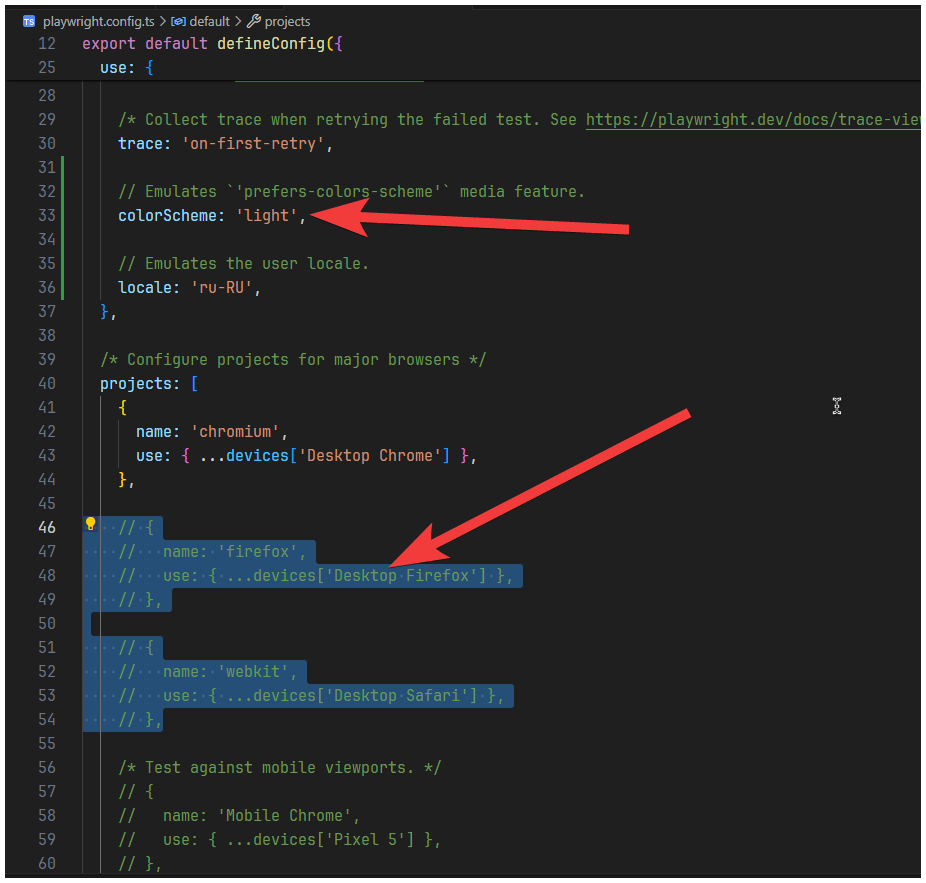 TS playwright.config.ts > default > projects
12 export default defineConfig({
25 use: {
28
29 /* Collect trace when retrying the failed test. See https://playwright.dev/docs/trace-vie
30 trace: 'on-first-retry',
31
32 // Emulates `'prefers-colors-scheme'` media feature.
33 colorScheme: 'light',
34
35 // Emulates the user locale.
36 locale: 'ru-RU',
37 },
38
39 /* Configure projects for major browsers */
40 projects: [
41 {
42 name: 'chromium',
43 use: { ...devices['Desktop Chrome'] },
44 },
45
46 // {
47 // name: 'firefox',
48 // use: { ...devices['Desktop Firefox'] },
49 // },
50
51 // {
52 // name: 'webkit',
53 // use: { ...devices['Desktop Safari'] },
54 // },
55
56 /* Test against mobile viewports. */
57 // {
58 // name: 'Mobile Chrome',
59 // use: { ...devices['Pixel 5'] },
60 // },